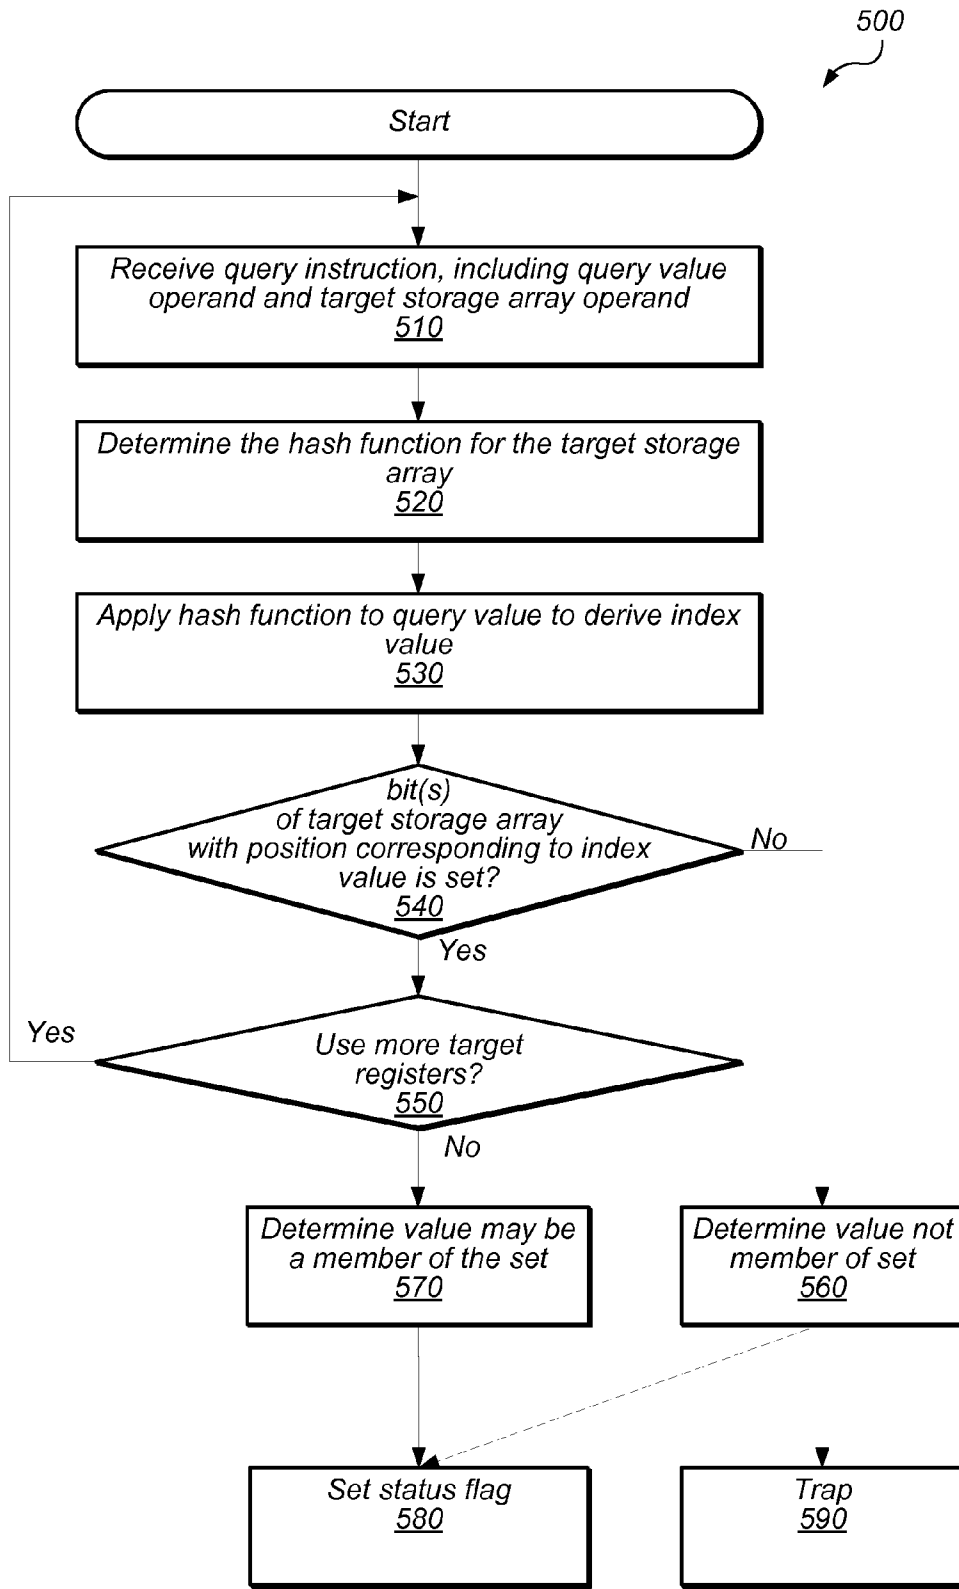 500
Start
Receive query instruction, including query value
operand and target storage array operand
510
Determine the hash function for the target storage
array
520
Apply hash function to query value to derive index
value
530
bit(s)
of target storage array
with position corresponding to index
value is set?
540
No
Yes
Yes
Use more target
registers?
550
No
Determine value may be
a member of the set
570
Determine value not
member of set
560
Set status flag
580
Trap
590